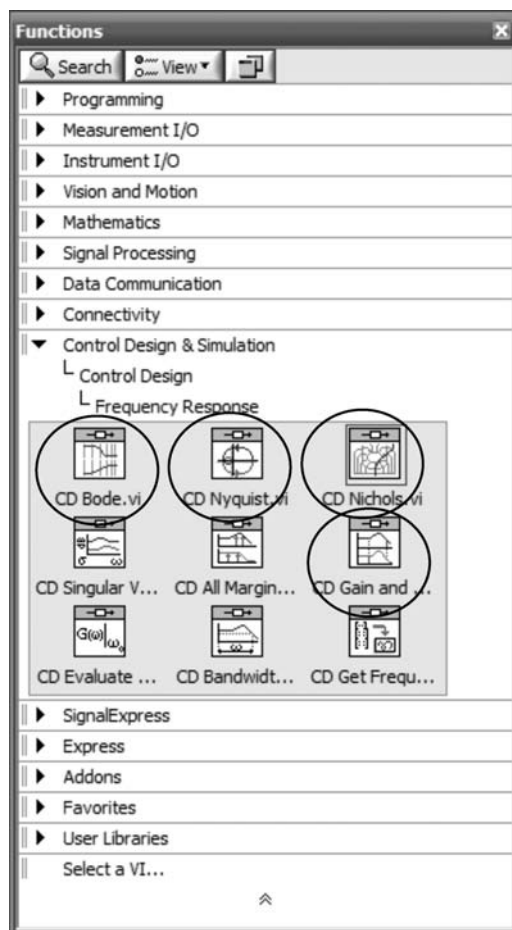 Functions
Search View
Programming
Measurement I/O
Instrument I/O
Vision and Motion
Mathematics
Signal Processing
Data Communication
Connectivity
Control Design & Simulation
Control Design
Frequency Response
CD Bode.vi CD Nyquist.vi CD Nichols.vi
CD Singular V... CD All Margin... CD Gain and ...
G(ω)|ω₀
CD Evaluate ... CD Bandwidt... CD Get Frequ...
SignalExpress
Express
Addons
Favorites
User Libraries
Select a VI...